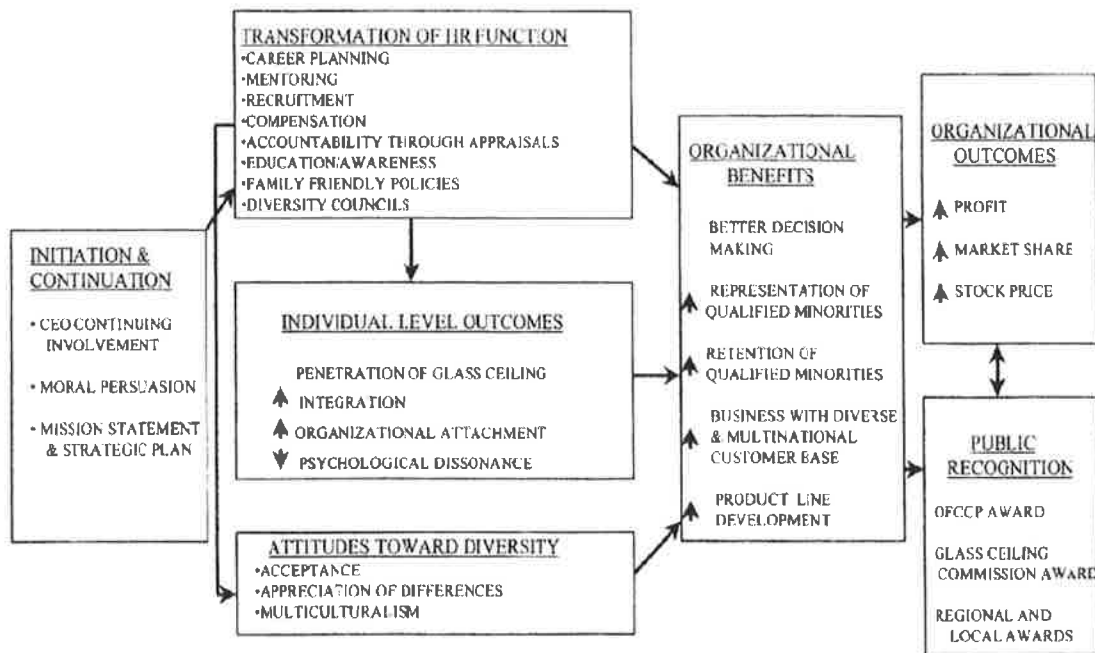 TRANSFORMATION OF HR FUNCTION
•CAREER PLANNING
•MENTORING
•RECRUITMENT
•COMPENSATION
•ACCOUNTABILITY THROUGH APPRAISALS
•EDUCATION/AWARENESS
•FAMILY FRIENDLY POLICIES
•DIVERSITY COUNCILS
INITIATION &
CONTINUATION
• CEO CONTINUING
INVOLVEMENT
• MORAL PERSUASION
• MISSION STATEMENT
& STRATEGIC PLAN
INDIVIDUAL LEVEL OUTCOMES
PENETRATION OF GLASS CEILING
INTEGRATION
ORGANIZATIONAL ATTACHMENT
PSYCHOLOGICAL DISSONANCE
ATTITUDES TOWARD DIVERSITY
•ACCEPTANCE
•APPRECIATION OF DIFFERENCES
•MULTICULTURALISM
ORGANIZATIONAL
BENEFITS
BETTER DECISION
MAKING
REPRESENTATION OF
QUALIFIED MINORITIES
RETENTION OF
QUALIFIED MINORITIES
BUSINESS WITH DIVERSE
& MULTINATIONAL
CUSTOMER BASE
PRODUCT LINE
DEVELOPMENT
ORGANIZATIONAL
OUTCOMES
PROFIT
MARKET SHARE
STOCK PRICE
PUBLIC
RECOGNITION
OFCCP AWARD
GLASS CEILING
COMMISSION AWARD
REGIONAL AND
LOCAL AWARDS